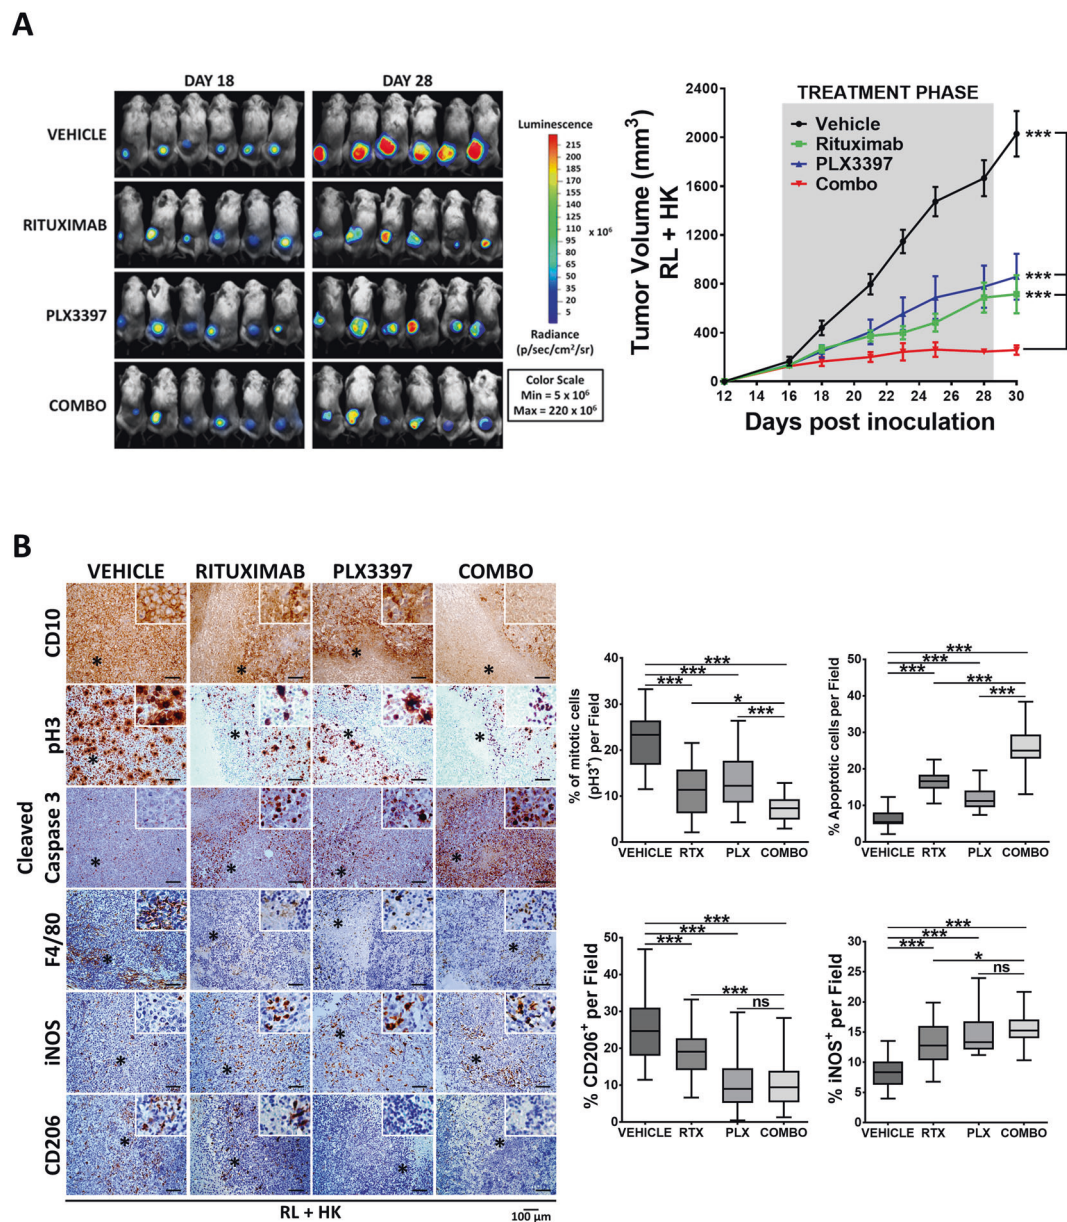 A
DAY 18
DAY 28
VEHICLE
RITUXIMAB
PLX3397
COMBO
Luminescence
215
195
180
165
150
140
125
110
95
80
65
50
35
20
5
x 10⁶
Radiance
(p/sec/cm²/sr)
Color Scale
Min = 5 x 10⁶
Max = 220 x 10⁶
TREATMENT PHASE
Vehicle
Rituximab
PLX3397
Combo
Tumor Volume (mm³)
RL + HK
2400
2000
1600
1200
800
400
0
12 14 16 18 20 22 24 26 28 30
Days post inoculation
***
***
***
B
VEHICLE RITUXIMAB PLX3397 COMBO
CD10
pH3
Cleaved
Caspase 3
F4/80
iNOS
CD206
RL + HK
100 µm
% of mitotic cells
(pH3⁺) per Field
40
30
20
10
0
***
***
***
*
***
VEHICLE RTX PLX COMBO
% Apoptotic cells per Field
50
40
30
20
10
0
***
***
***
***
***
VEHICLE RTX PLX COMBO
% CD206⁺ per Field
50
40
30
20
10
0
***
***
***
***
ns
VEHICLE RTX PLX COMBO
% iNOS⁺ per Field
30
25
20
15
10
5
0
***
***
***
*
ns
VEHICLE RTX PLX COMBO